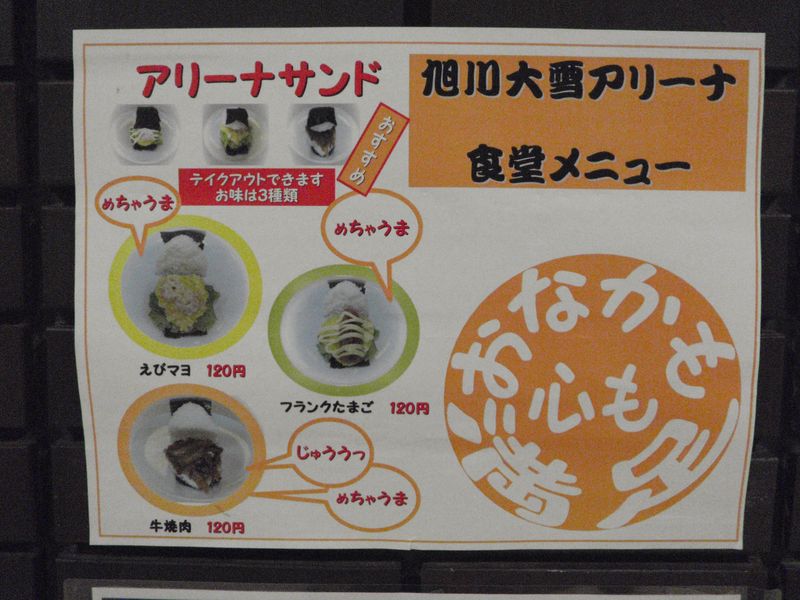 アリーナサンド
おすすめ
テイクアウトできます
お味は3種類
旭川大雪アリーナ
食堂メニュー
めちゃうま
めちゃうま
えびマヨ 120円
フランクたまご 120円
じゅううっ
めちゃうま
牛焼肉 120円
おなかと
心も
満足